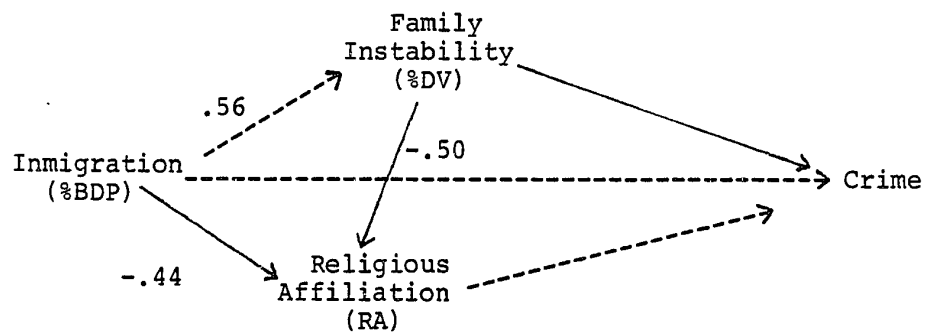 Family
Instability
(%DV)
.56
-.50
Inmigration
(%BDP)
Crime
-.44
Religious
Affiliation
(RA)